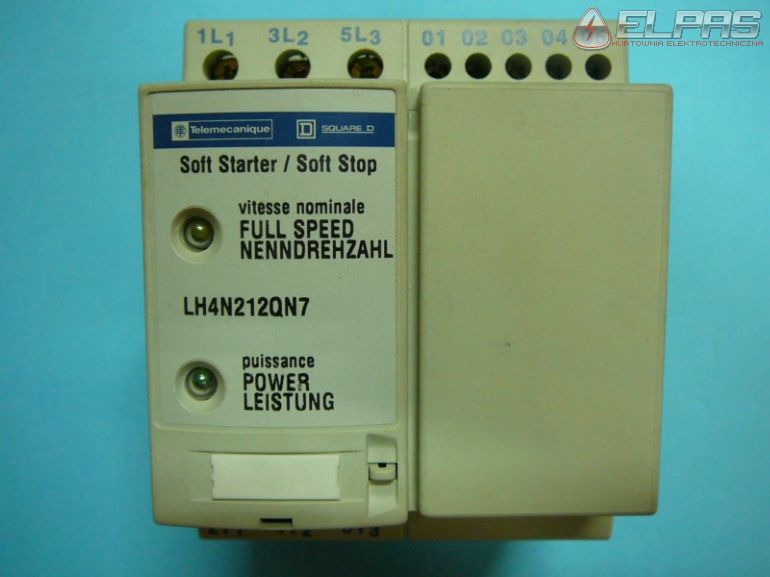 1L1 3L2 5L3 01 02 03 04 05
ELPAS
HURTOWNIA ELEKTROTECHNICZNA
Telemecanique SQUARE D
Soft Starter / Soft Stop
vitesse nominale
FULL SPEED
NENNDREHZAHL
LH4N212QN7
puissance
POWER
LEISTUNG